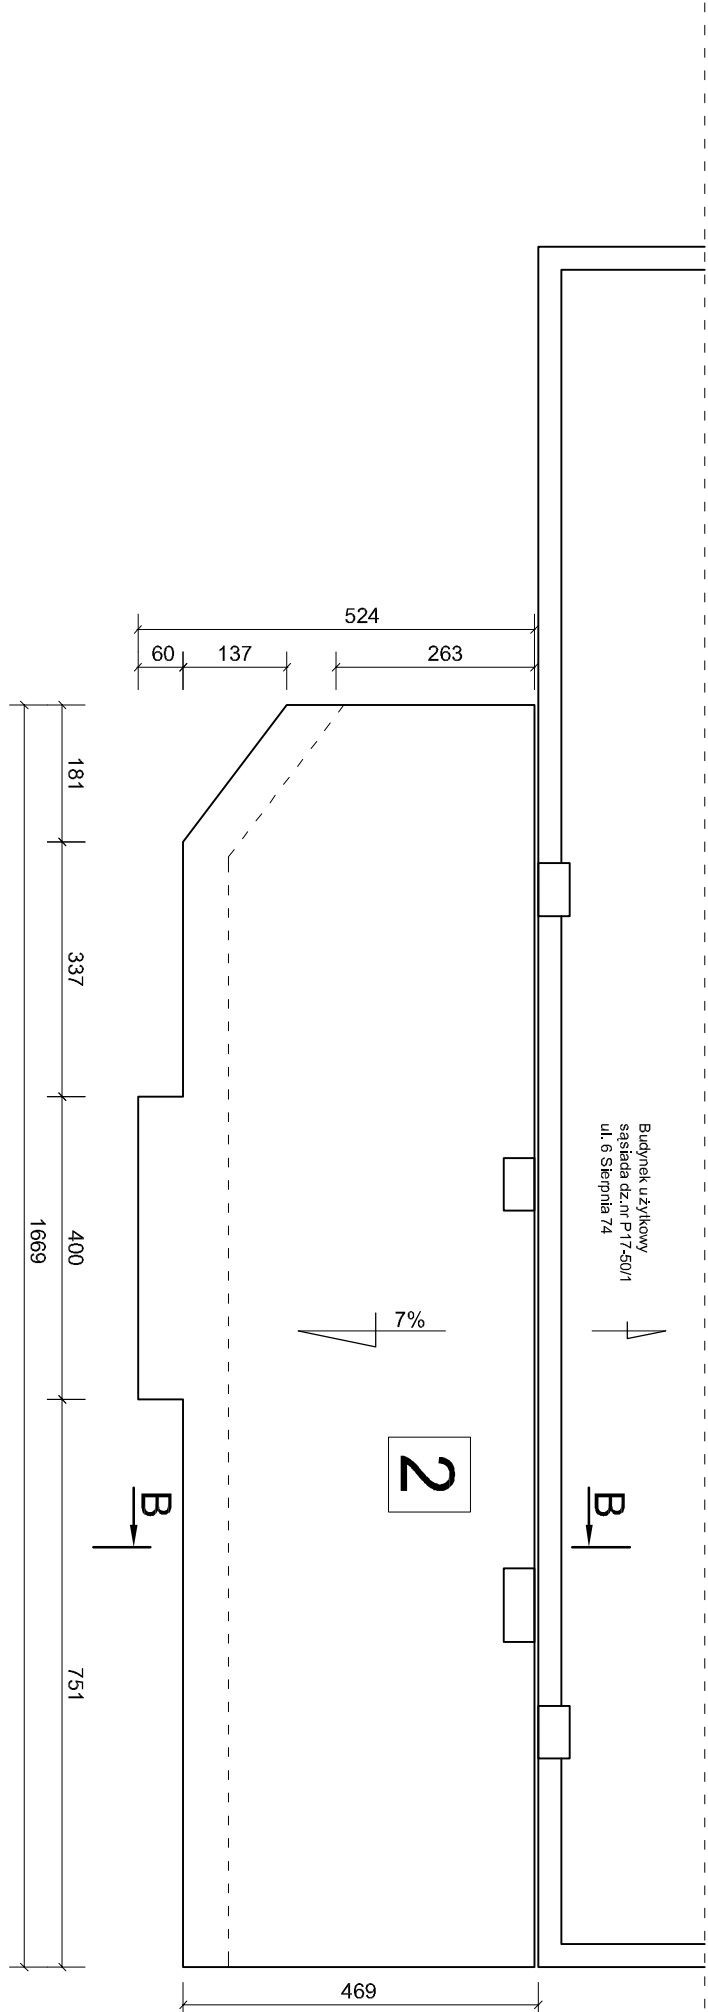 524
60
137
263
181
337
400
751
1669
Budynek użytkowy
sąsiada dz.nr P17-50/1
ul. 6 Sierpnia 74
7%
2
B
B
469